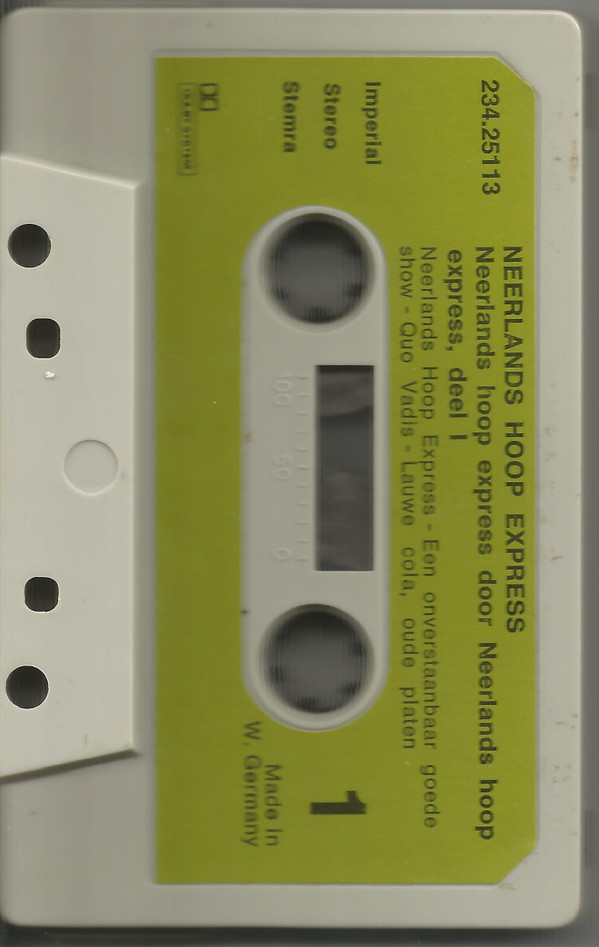 234.25113
NEERLANDS HOOP EXPRESS
Neerlands hoop express door Neerlands hoop
express, deel I
Neerlands Hoop Express - Een onverstaanbaar goede
show - Quo Vadis - Lauwe cola, oude platen
Imperial
Stereo
Stemra
1
Made in
W. Germany
100 50 0